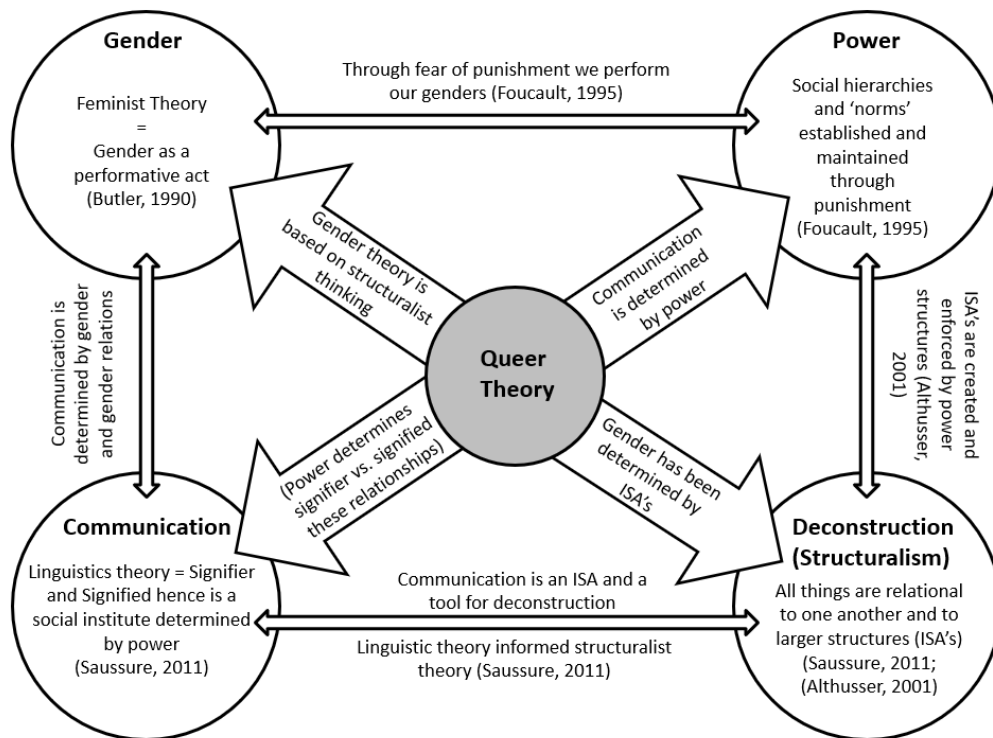 Gender
Feminist Theory
=
Gender as a
performative act
(Butler, 1990)
Through fear of punishment we perform
our genders (Foucault, 1995)
Power
Social hierarchies
and ‘norms’
established and
maintained
through
punishment
(Foucault, 1995)
Gender theory is
based on structuralist
thinking
Communication
is determined
by power
Communication is
determined by gender
and gender relations
Queer
Theory
ISA's are created and
enforced by power
structures (Althusser,
2001)
(Power determines
signifier vs. signified
these relationships)
Gender has been
determined by
ISA's
Communication
Linguistics theory = Signifier
and Signified hence is a
social institute determined
by power
(Saussure, 2011)
Communication is an ISA and a
tool for deconstruction
Linguistic theory informed structuralist
theory (Saussure, 2011)
Deconstruction
(Structuralism)
All things are relational
to one another and to
larger structures (ISA's)
(Saussure, 2011;
(Althusser, 2001)